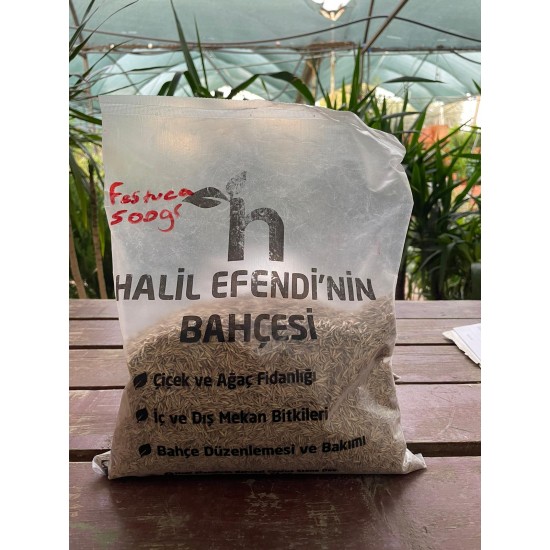 Festuca
500gr
h
HALİL EFENDİ'NİN
BAHÇESİ
Çiçek ve Ağaç Fidanlığı
İç ve Dış Mekan Bitkileri
Bahçe Düzenlemesi ve Bakımı